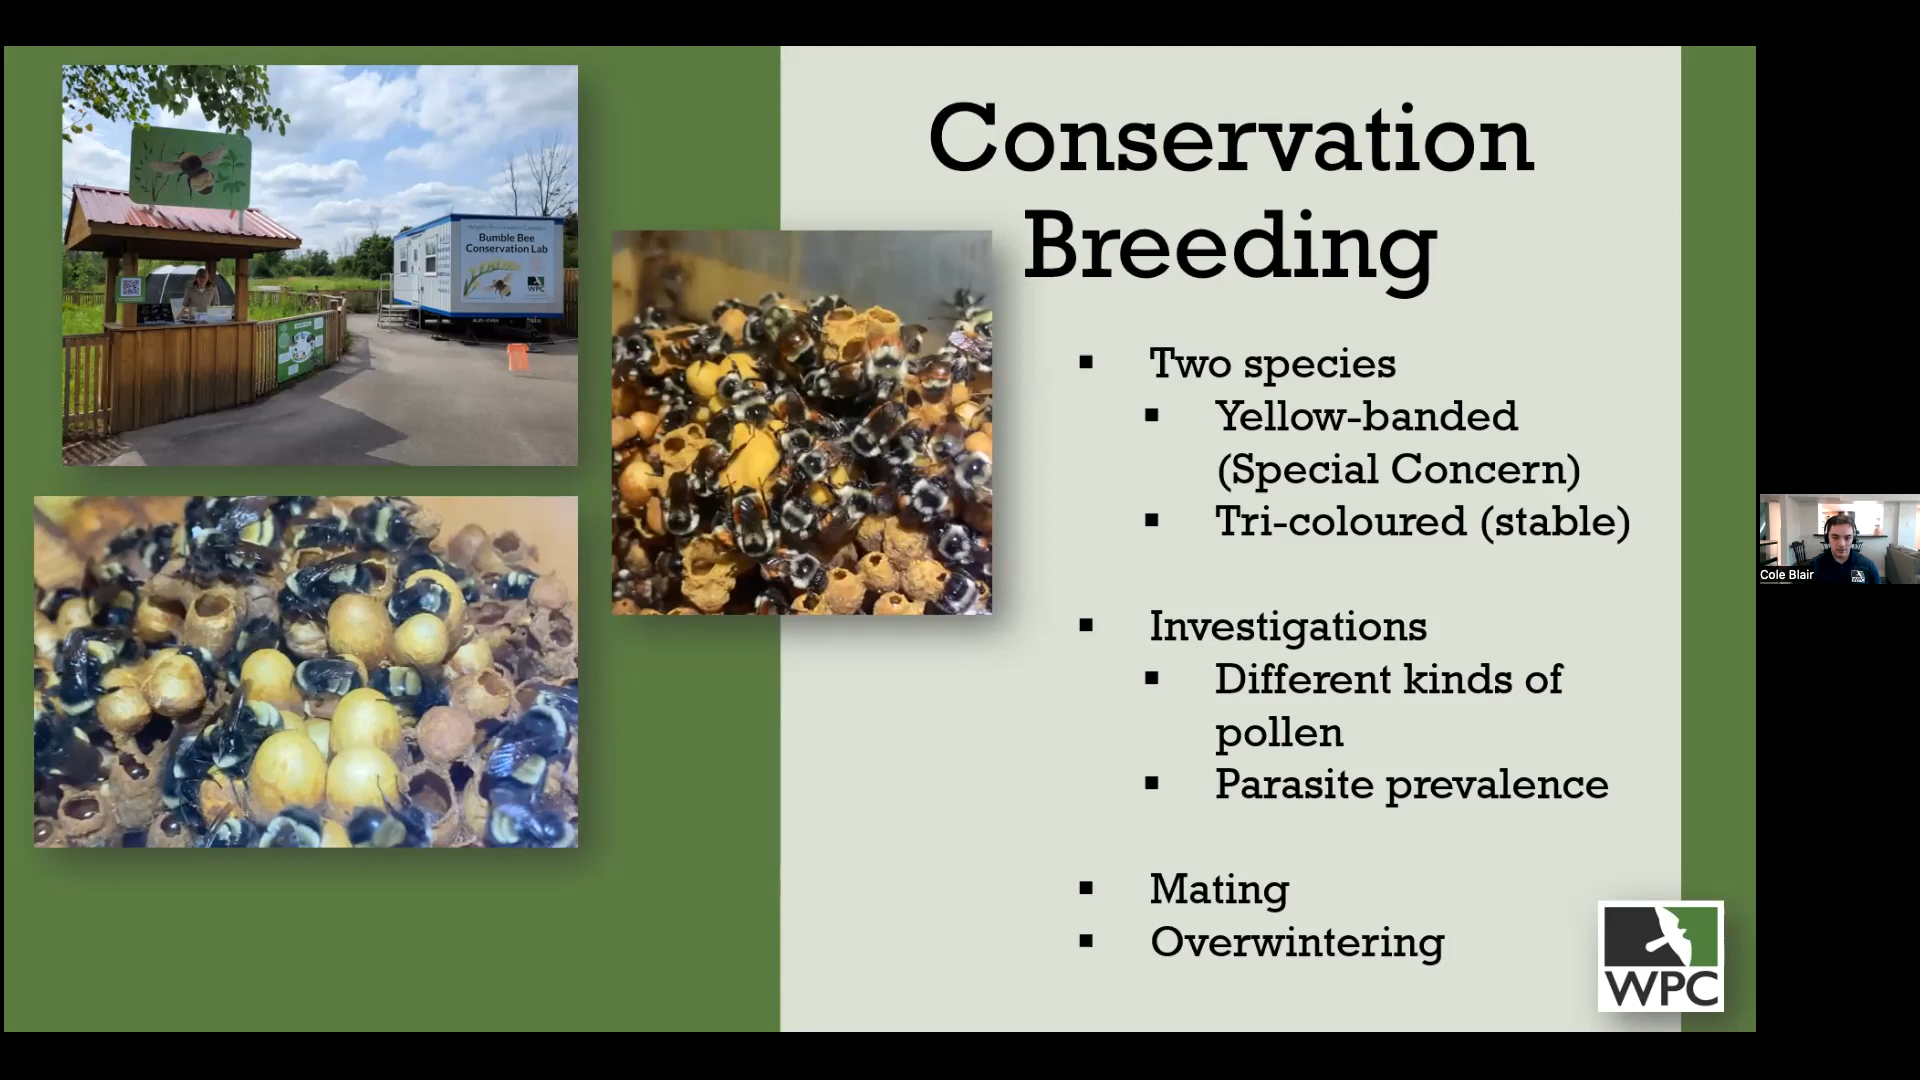 Conservation
Breeding
▪ Two species
▪ Yellow-banded
(Special Concern)
▪ Tri-coloured (stable)
▪ Investigations
▪ Different kinds of
pollen
▪ Parasite prevalence
▪ Mating
▪ Overwintering
WPC
Bumble Bee
Conservation Lab
WPC
Cole Blair